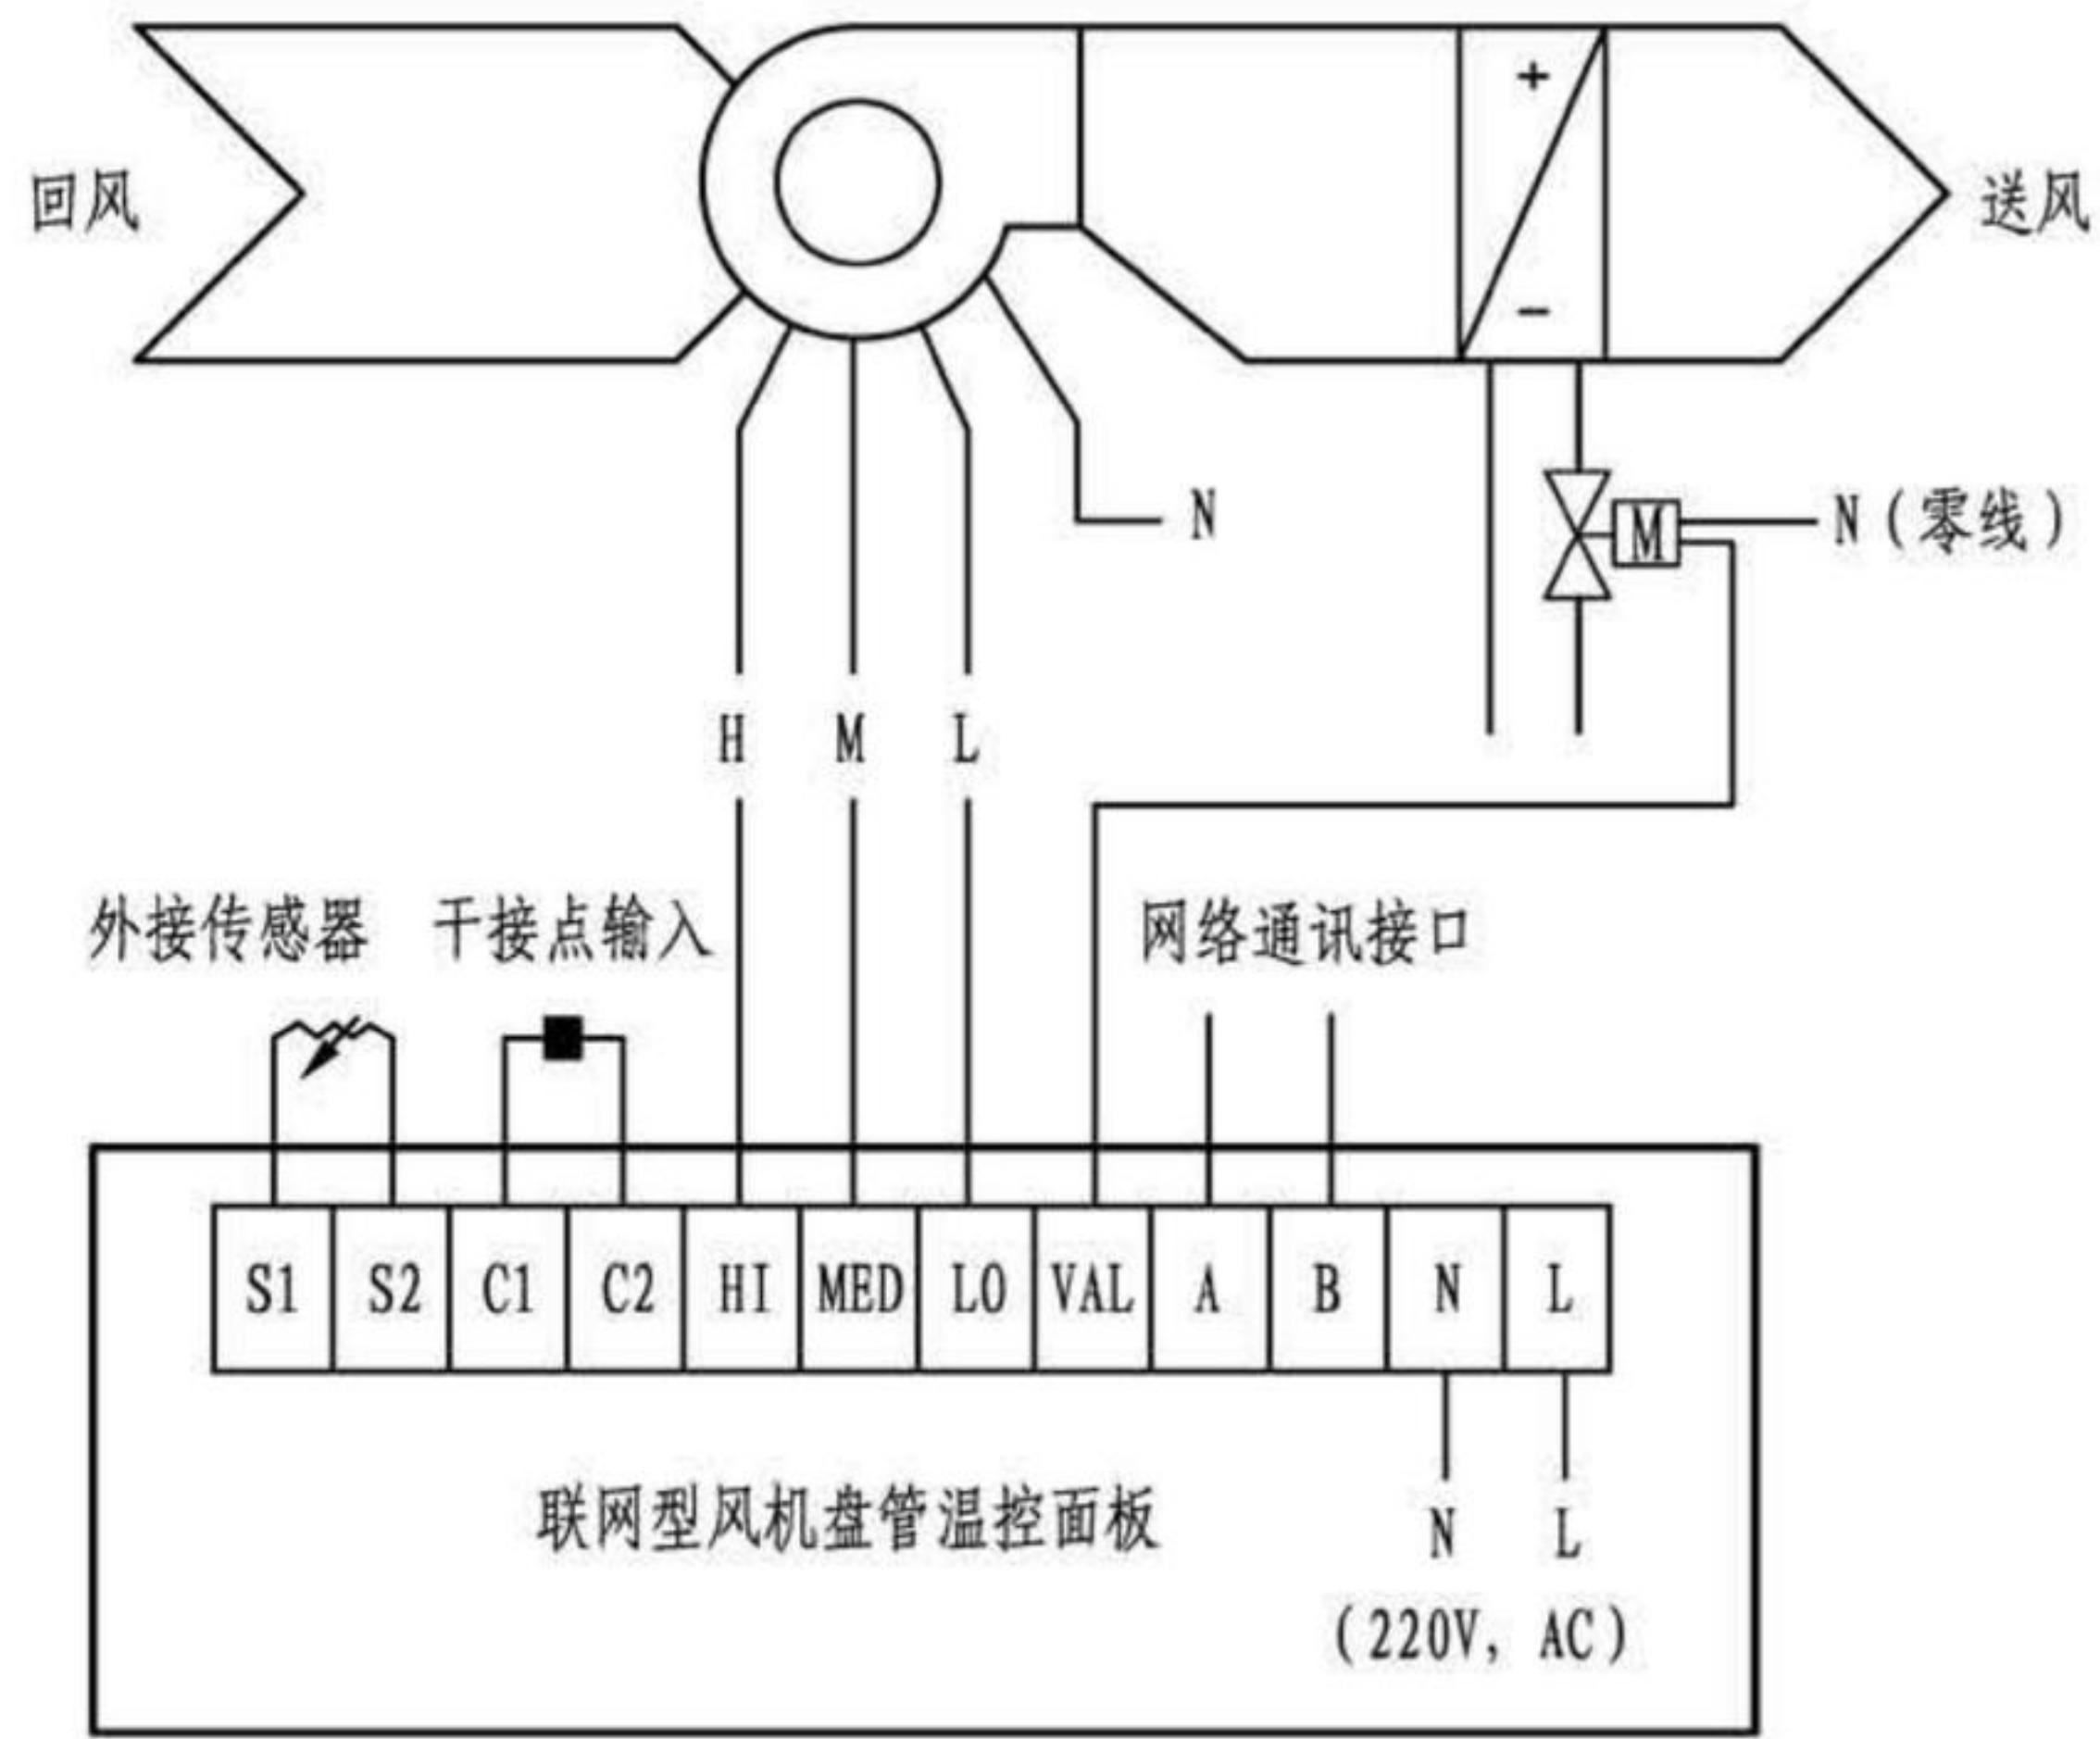 +
回风
送风
-
N
M
N(零线)
H M L
外接传感器 干接点输入 网络通讯接口
S1 S2 C1 C2 HI MED LO VAL A B N L
联网型风机盘管温控面板
N L
(220V, AC)